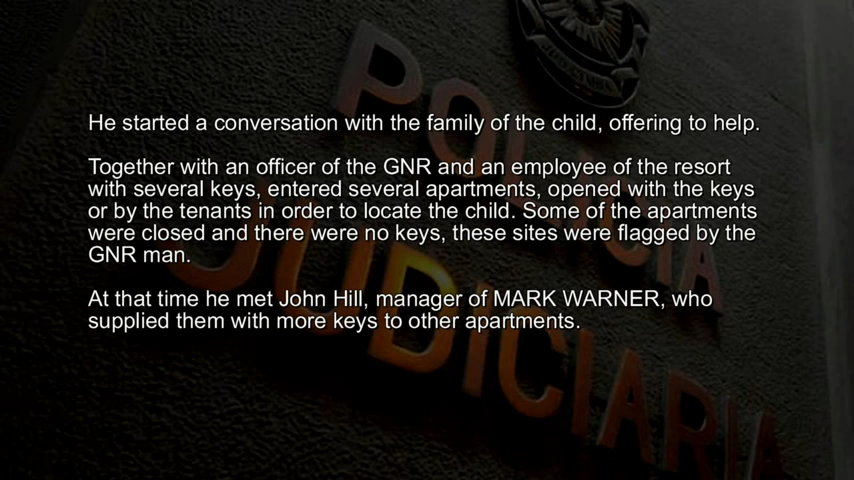 He started a conversation with the family of the child, offering to help.
Together with an officer of the GNR and an employee of the resort
with several keys, entered several apartments, opened with the keys
or by the tenants in order to locate the child. Some of the apartments
were closed and there were no keys, these sites were flagged by the
GNR man.
At that time he met John Hill, manager of MARK WARNER, who
supplied them with more keys to other apartments.
POLICIA
JUDICIARIA